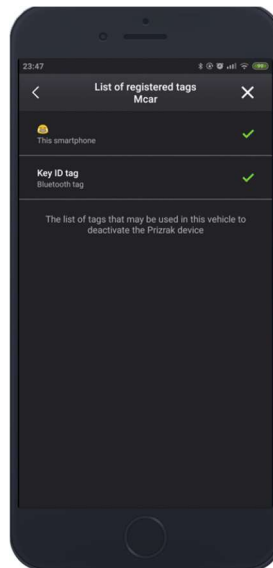 23:47
List of registered tags
Mcar
This smartphone
Key ID tag
Bluetooth tag
The list of tags that may be used in this vehicle to
deactivate the Prizrak device